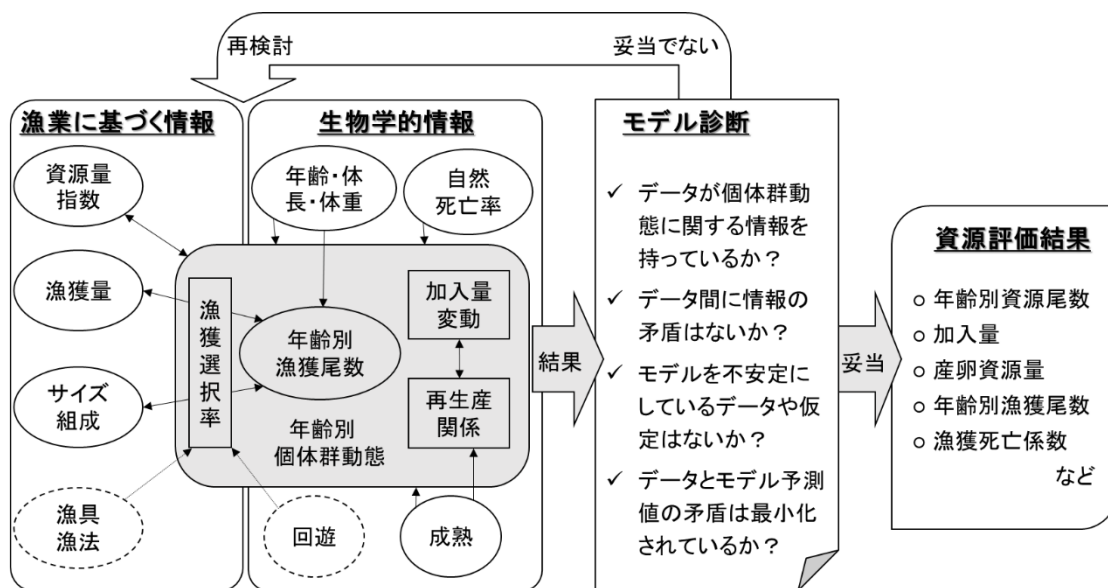 再検討
妥当でない
漁業に基づく情報
資源量
指数
漁獲量
サイズ
組成
漁具
漁法
生物学的情報
年齢・体
長・体重
自然
死亡率
漁獲選択率
年齢別
漁獲尾数
加入量
変動
再生産
関係
年齢別
個体群動態
回遊
成熟
結果
モデル診断
✓ データが個体群動
態に関する情報を
持っているか？
✓ データ間に情報の
矛盾はないか？
✓ モデルを不安定に
しているデータや仮
定はないか？
✓ データとモデル予測
値の矛盾は最小化
されているか？
妥当
資源評価結果
○ 年齢別資源尾数
○ 加入量
○ 産卵資源量
○ 年齢別漁獲尾数
○ 漁獲死亡係数
など